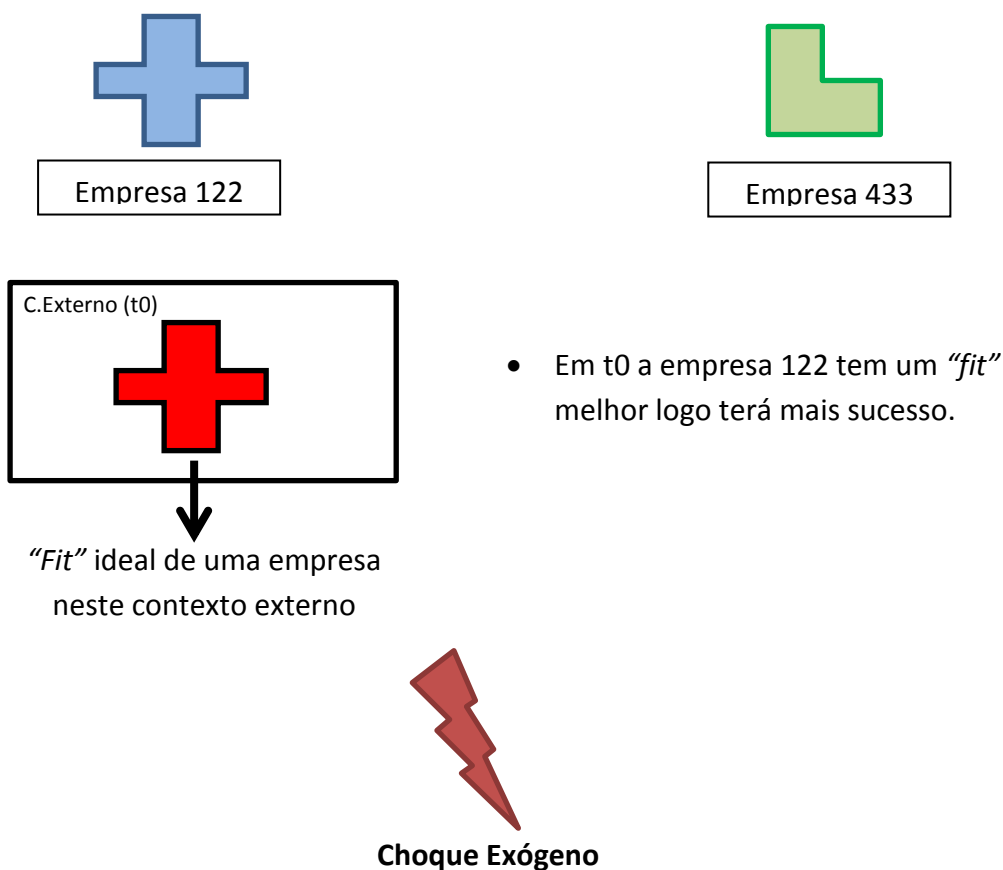 Empresa 122
Empresa 433
C.Externo (t0)
• Em t0 a empresa 122 tem um “fit”
melhor logo terá mais sucesso.
“Fit” ideal de uma empresa
neste contexto externo
Choque Exógeno